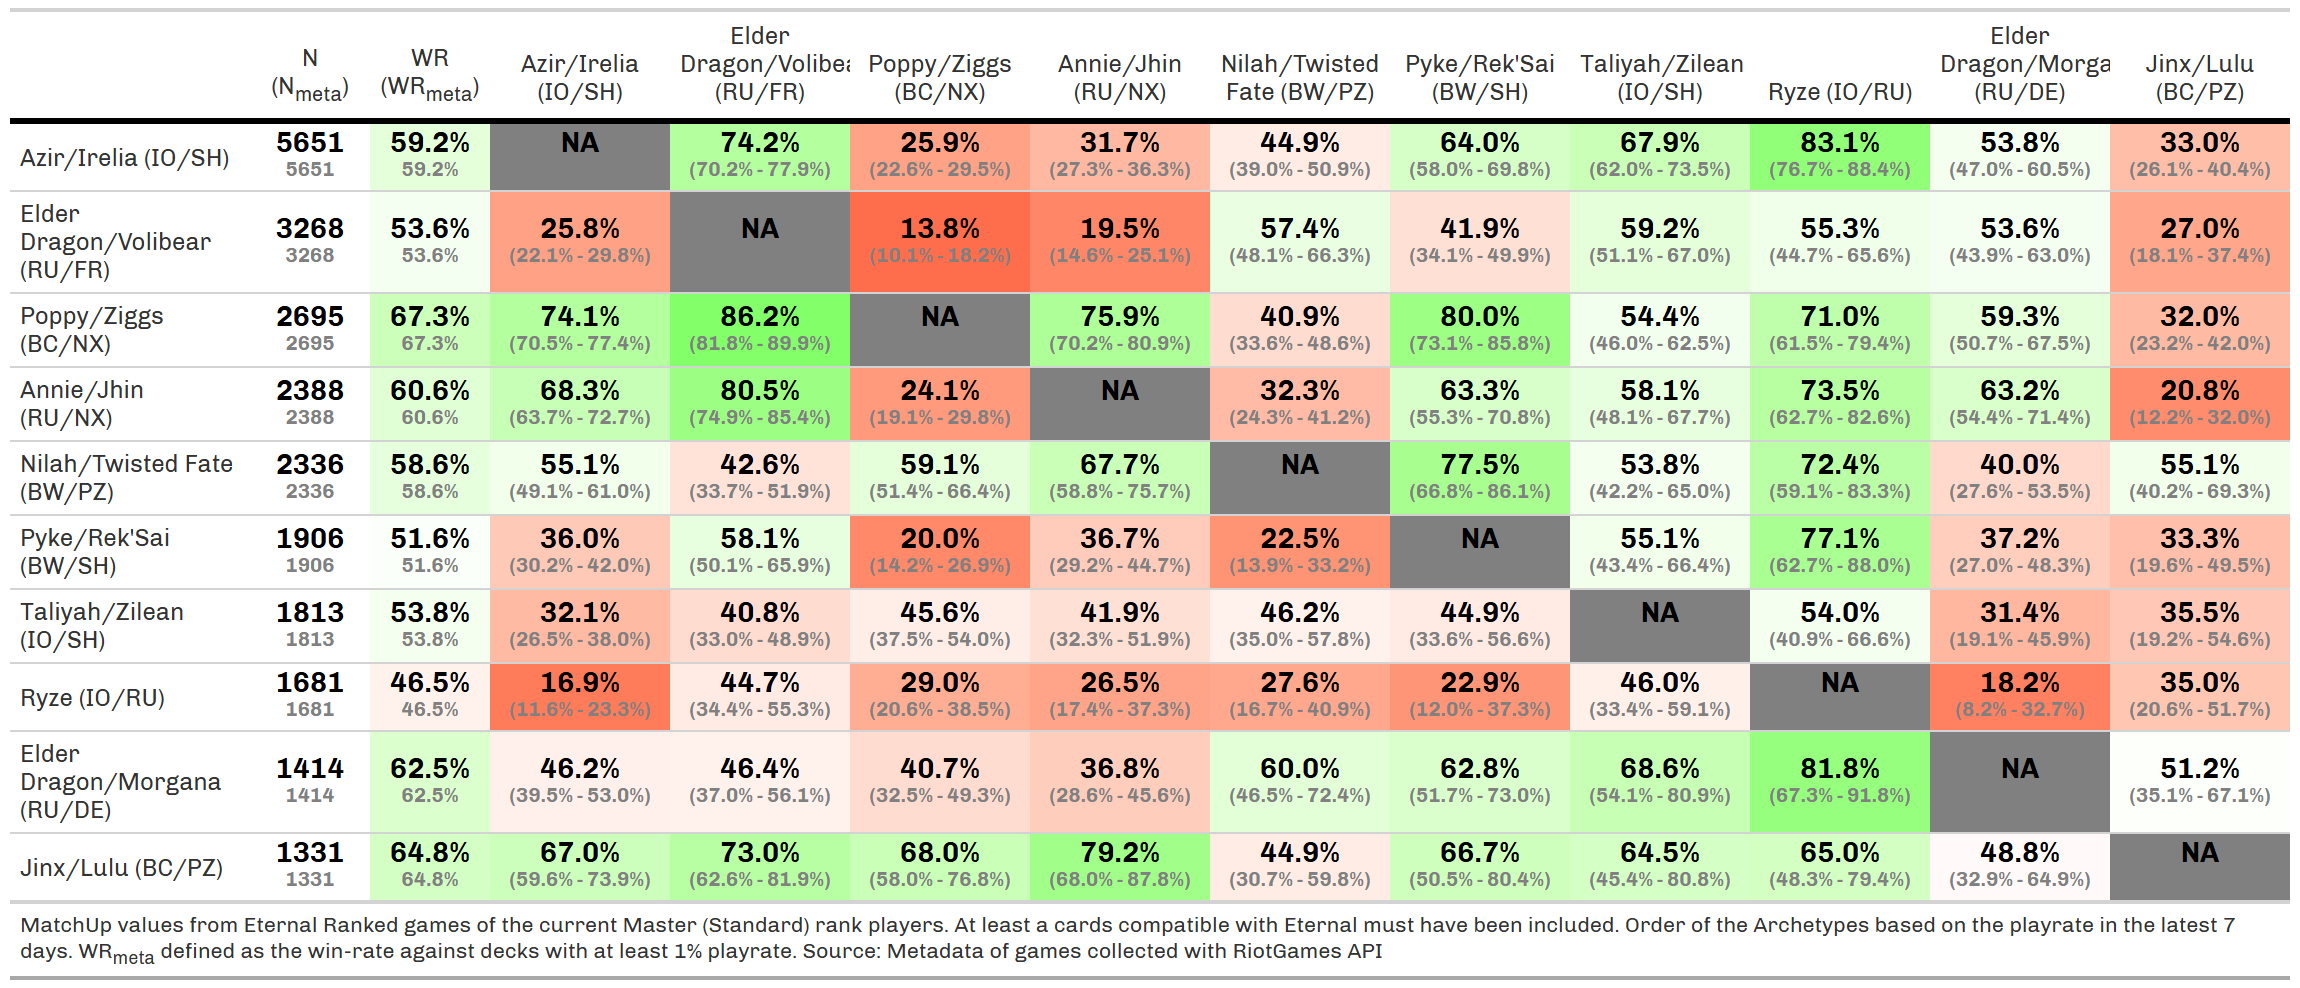 N (Nmeta) WR (WRmeta) Azir/Irelia (IO/SH) Elder Dragon/Volibea (RU/FR) Poppy/Ziggs (BC/NX) Annie/Jhin (RU/NX) Nilah/Twisted Fate (BW/PZ) Pyke/Rek'Sai (BW/SH) Taliyah/Zilean (IO/SH) Ryze (IO/RU) Elder Dragon/Morga (RU/DE) Jinx/Lulu (BC/PZ)
Azir/Irelia (IO/SH) 5651 59.2% NA 74.2% 25.9% 31.7% 44.9% 64.0% 67.9% 83.1% 53.8% 33.0%
5651 59.2% (70.2% - 77.9%) (22.6% - 29.5%) (27.3% - 36.3%) (39.0% - 50.9%) (58.0% - 69.8%) (62.0% - 73.5%) (76.7% - 88.4%) (47.0% - 60.5%) (26.1% - 40.4%)
Elder Dragon/Volibear (RU/FR) 3268 53.6% 25.8% NA 13.8% 19.5% 57.4% 41.9% 59.2% 55.3% 53.6% 27.0%
3268 53.6% (22.1% - 29.8%) (10.1% - 18.2%) (14.6% - 25.1%) (48.1% - 66.3%) (34.1% - 49.9%) (51.1% - 67.0%) (44.7% - 65.6%) (43.9% - 63.0%) (18.1% - 37.4%)
Poppy/Ziggs (BC/NX) 2695 67.3% 74.1% 86.2% NA 75.9% 40.9% 80.0% 54.4% 71.0% 59.3% 32.0%
2695 67.3% (70.5% - 77.4%) (81.8% - 89.9%) (70.2% - 80.9%) (33.6% - 48.6%) (73.1% - 85.8%) (46.0% - 62.5%) (61.5% - 79.4%) (50.7% - 67.5%) (23.2% - 42.0%)
Annie/Jhin (RU/NX) 2388 60.6% 68.3% 80.5% 24.1% NA 32.3% 63.3% 58.1% 73.5% 63.2% 20.8%
2388 60.6% (63.7% - 72.7%) (74.9% - 85.4%) (19.1% - 29.8%) (24.3% - 41.2%) (55.3% - 70.8%) (48.1% - 67.7%) (62.7% - 82.6%) (54.4% - 71.4%) (12.2% - 32.0%)
Nilah/Twisted Fate (BW/PZ) 2336 58.6% 55.1% 42.6% 59.1% 67.7% NA 77.5% 53.8% 72.4% 40.0% 55.1%
2336 58.6% (49.1% - 61.0%) (33.7% - 51.9%) (51.4% - 66.4%) (58.8% - 75.7%) (66.8% - 86.1%) (42.2% - 65.0%) (59.1% - 83.3%) (27.6% - 53.5%) (40.2% - 69.3%)
Pyke/Rek'Sai (BW/SH) 1906 51.6% 36.0% 58.1% 20.0% 36.7% 22.5% NA 55.1% 77.1% 37.2% 33.3%
1906 51.6% (30.2% - 42.0%) (50.1% - 65.9%) (14.2% - 26.9%) (29.2% - 44.7%) (13.9% - 33.2%) (43.4% - 66.4%) (62.7% - 88.0%) (27.0% - 48.3%) (19.6% - 49.5%)
Taliyah/Zilean (IO/SH) 1813 53.8% 32.1% 40.8% 45.6% 41.9% 46.2% 44.9% NA 54.0% 31.4% 35.5%
1813 53.8% (26.5% - 38.0%) (33.0% - 48.9%) (37.5% - 54.0%) (32.3% - 51.9%) (35.0% - 57.8%) (33.6% - 56.6%) (40.9% - 66.6%) (19.1% - 45.9%) (19.2% - 54.6%)
Ryze (IO/RU) 1681 46.5% 16.9% 44.7% 29.0% 26.5% 27.6% 22.9% 46.0% NA 18.2% 35.0%
1681 46.5% (11.6% - 23.3%) (34.4% - 55.3%) (20.6% - 38.5%) (17.4% - 37.3%) (16.7% - 40.9%) (12.0% - 37.3%) (33.4% - 59.1%) (8.2% - 32.7%) (20.6% - 51.7%)
Elder Dragon/Morgana (RU/DE) 1414 62.5% 46.2% 46.4% 40.7% 36.8% 60.0% 62.8% 68.6% 81.8% NA 51.2%
1414 62.5% (39.5% - 53.0%) (37.0% - 56.1%) (32.5% - 49.3%) (28.6% - 45.6%) (46.5% - 72.4%) (51.7% - 73.0%) (54.1% - 80.9%) (67.3% - 91.8%) (35.1% - 67.1%)
Jinx/Lulu (BC/PZ) 1331 64.8% 67.0% 73.0% 68.0% 79.2% 44.9% 66.7% 64.5% 65.0% 48.8% NA
1331 64.8% (59.6% - 73.9%) (62.6% - 81.9%) (58.0% - 76.8%) (68.0% - 87.8%) (30.7% - 59.8%) (50.5% - 80.4%) (45.4% - 80.8%) (48.3% - 79.4%) (32.9% - 64.9%)
MatchUp values from Eternal Ranked games of the current Master (Standard) rank players. At least a cards compatible with Eternal must have been included. Order of the Archetypes based on the playrate in the latest 7
days. WRmeta defined as the win-rate against decks with at least 1% playrate. Source: Metadata of games collected with RiotGames API